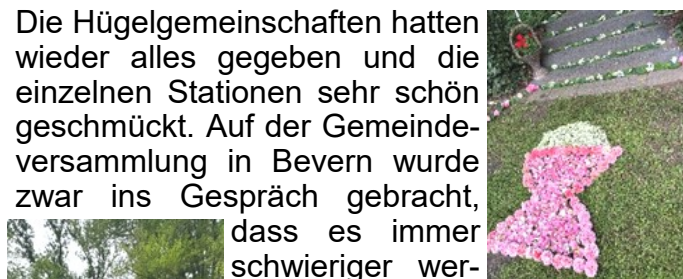 Die Hügelgemeinschaften hatten
wieder alles gegeben und die
einzelnen Stationen sehr schön
geschmückt. Auf der Gemeinde-
versammlung in Bevern wurde
zwar ins Gespräch gebracht,
dass es immer
schwieriger wer-